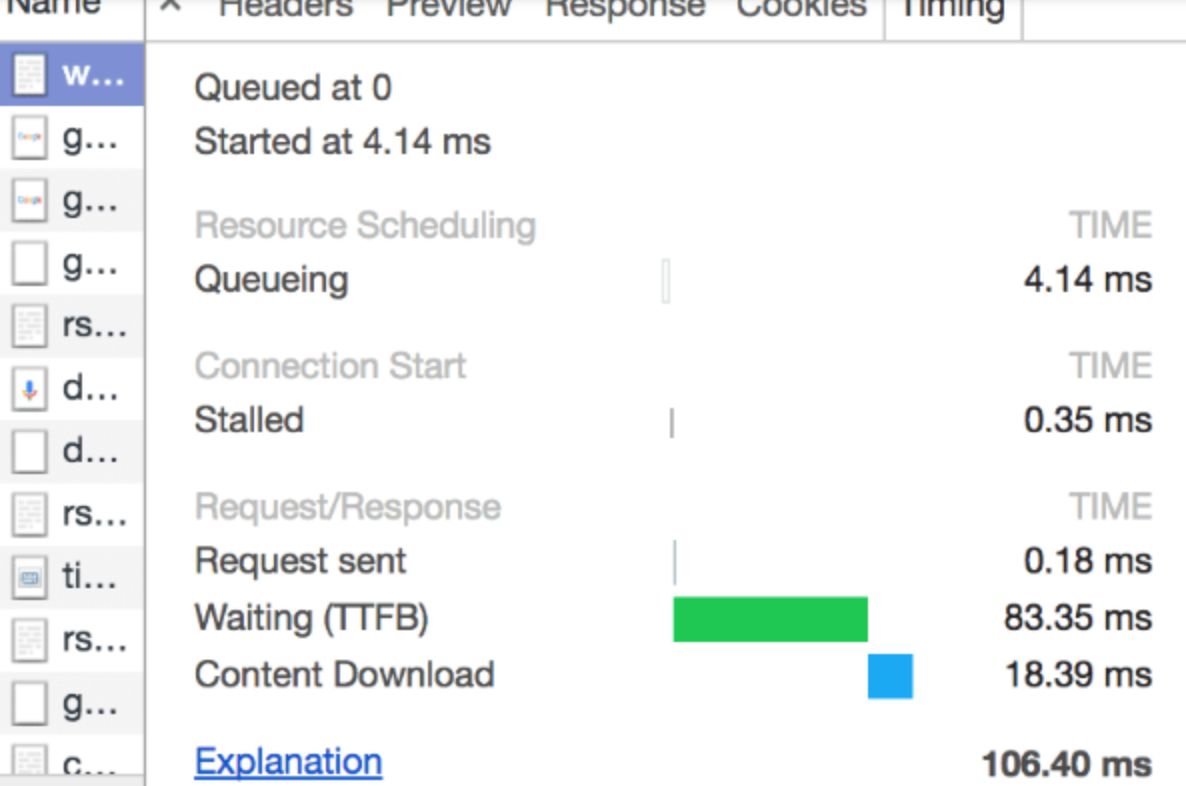 Name
× Headers Preview Response Cookies Timing
w...
g...
g...
g...
rs...
d...
d...
rs...
ti...
rs...
g...
c...
Queued at 0
Started at 4.14 ms
Resource Scheduling TIME
Queueing 4.14 ms
Connection Start TIME
Stalled 0.35 ms
Request/Response TIME
Request sent 0.18 ms
Waiting (TTFB) 83.35 ms
Content Download 18.39 ms
Explanation 106.40 ms